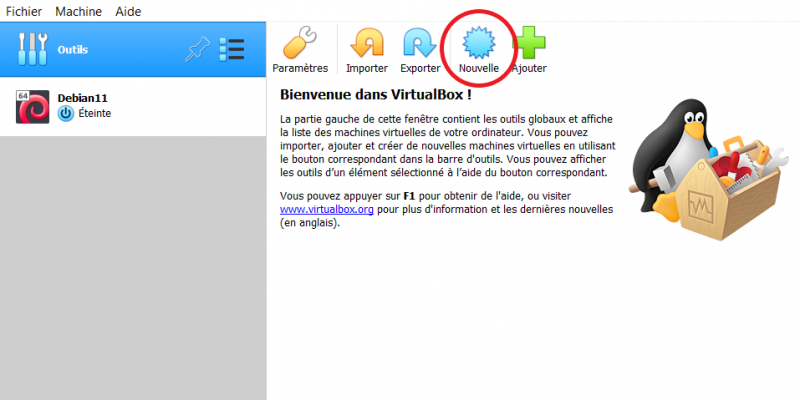 Fichier Machine Aide
Outils
Paramètres Importer Exporter Nouvelle Ajouter
64
Debian11
Éteinte
Bienvenue dans VirtualBox !
La partie gauche de cette fenêtre contient les outils globaux et affiche
la liste des machines virtuelles de votre ordinateur. Vous pouvez
importer, ajouter et créer de nouvelles machines virtuelles en utilisant
le bouton correspondant dans la barre d'outils. Vous pouvez afficher
les outils d'un élément sélectionné à l'aide du bouton correspondant.
Vous pouvez appuyer sur F1 pour obtenir de l'aide, ou visiter
www.virtualbox.org pour plus d'information et les dernières nouvelles
(en anglais).